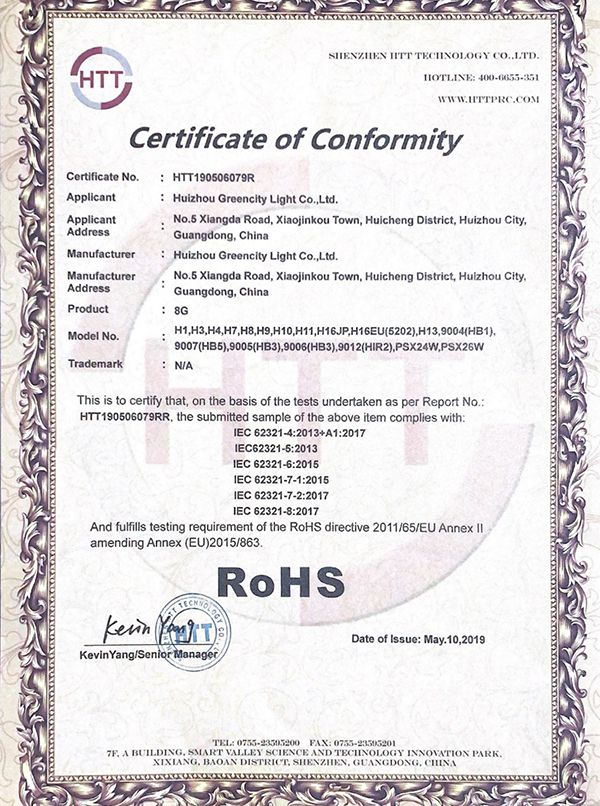 HTT
SHENZHEN HTT TECHNOLOGY CO.,LTD.
HOTLINE: 400-6655-351
WWW.HTTPRC.COM
Certificate of Conformity
Certificate No. : HTT190506079R
Applicant : Huizhou Greencity Light Co.,Ltd.
Applicant Address : No.5 Xiangda Road, Xiaojinkou Town, Huicheng District, Huizhou City,
Guangdong, China
Manufacturer : Huizhou Greencity Light Co.,Ltd.
Manufacturer Address : No.5 Xiangda Road, Xiaojinkou Town, Huicheng District, Huizhou City,
Guangdong, China
Product : 8G
Model No. : H1,H3,H4,H7,H8,H9,H10,H11,H16JP,H16EU(5202),H13,9004(HB1),
9007(HB5),9005(HB3),9006(HB3),9012(HIR2),PSX24W,PSX26W
Trademark : N/A
This is to certify that, on the basis of the tests undertaken as per Report No.:
HTT190506079RR, the submitted sample of the above item complies with:
IEC 62321-4:2013+A1:2017
IEC62321-5:2013
IEC 62321-6:2015
IEC 62321-7-1:2015
IEC 62321-7-2:2017
IEC 62321-8:2017
And fulfills testing requirement of the RoHS directive 2011/65/EU Annex II
amending Annex (EU)2015/863.
RoHS
Kevin Yang
HTT
KevinYang/Senior Manager
Date of Issue: May.10,2019
TEL: 0755-23595200 FAX: 0755-23595201
7F, A BUILDING, SMART VALLEY SCIENCE AND TECHNOLOGY INNOVATION PARK,
XIXIANG, BAOAN DISTRICT, SHENZHEN, GUANGDONG, CHINA